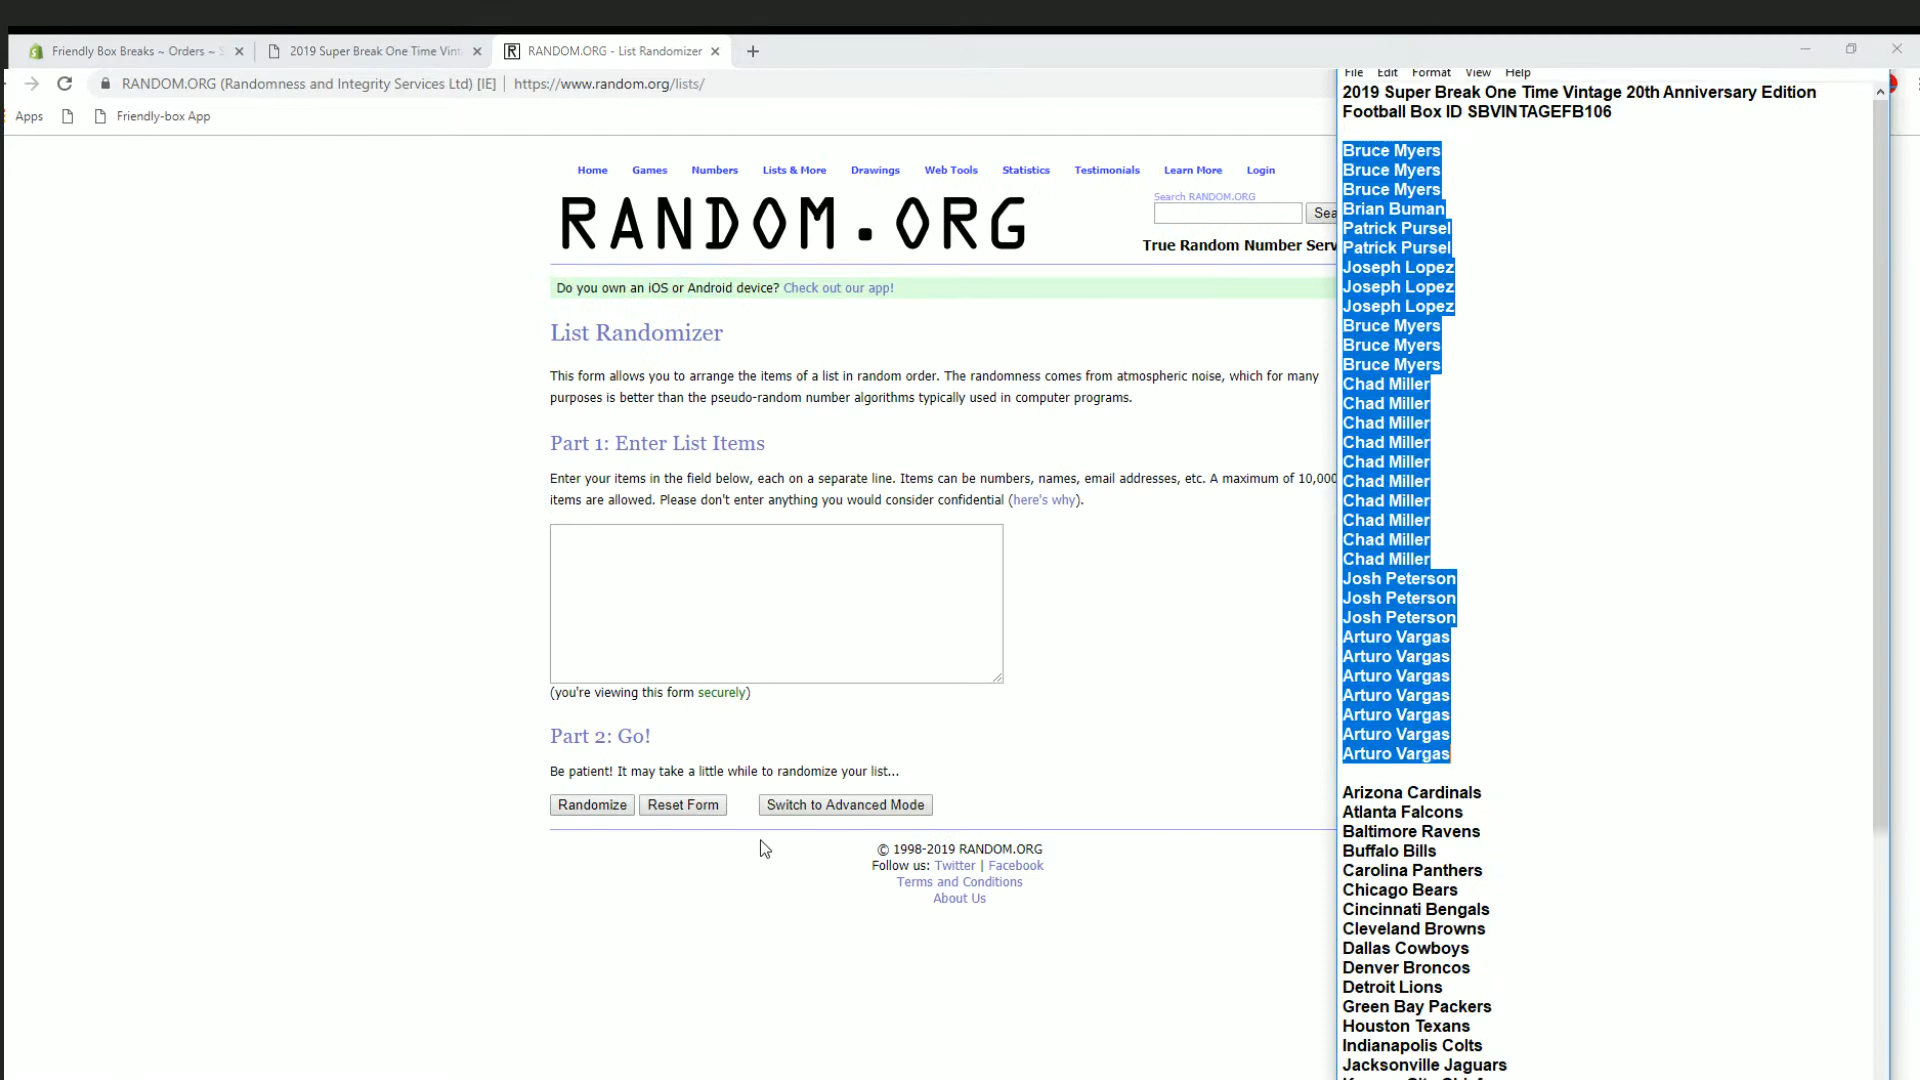 Friendly Box Breaks ~ Orders ~ S
2019 Super Break One Time Vint
RANDOM.ORG - List Randomizer
RANDOM.ORG (Randomness and Integrity Services Ltd) [IE] | https://www.random.org/lists/
Apps
Friendly-box App
Home Games Numbers Lists & More Drawings Web Tools Statistics Testimonials Learn More Login
RANDOM.ORG
Search RANDOM.ORG
Sea
True Random Number Serv
Do you own an iOS or Android device? Check out our app!
List Randomizer
This form allows you to arrange the items of a list in random order. The randomness comes from atmospheric noise, which for many
purposes is better than the pseudo-random number algorithms typically used in computer programs.
Part 1: Enter List Items
Enter your items in the field below, each on a separate line. Items can be numbers, names, email addresses, etc. A maximum of 10,000
items are allowed. Please don't enter anything you would consider confidential (here's why).
(you're viewing this form securely)
Part 2: Go!
Be patient! It may take a little while to randomize your list...
Randomize Reset Form Switch to Advanced Mode
© 1998-2019 RANDOM.ORG
Follow us: Twitter | Facebook
Terms and Conditions
About Us
File Edit Format View Help
2019 Super Break One Time Vintage 20th Anniversary Edition
Football Box ID SBVINTAGEFB106
Bruce Myers
Bruce Myers
Bruce Myers
Brian Buman
Patrick Pursel
Patrick Pursel
Joseph Lopez
Joseph Lopez
Joseph Lopez
Bruce Myers
Bruce Myers
Bruce Myers
Chad Miller
Chad Miller
Chad Miller
Chad Miller
Chad Miller
Chad Miller
Chad Miller
Chad Miller
Chad Miller
Chad Miller
Josh Peterson
Josh Peterson
Josh Peterson
Arturo Vargas
Arturo Vargas
Arturo Vargas
Arturo Vargas
Arturo Vargas
Arturo Vargas
Arturo Vargas
Arizona Cardinals
Atlanta Falcons
Baltimore Ravens
Buffalo Bills
Carolina Panthers
Chicago Bears
Cincinnati Bengals
Cleveland Browns
Dallas Cowboys
Denver Broncos
Detroit Lions
Green Bay Packers
Houston Texans
Indianapolis Colts
Jacksonville Jaguars